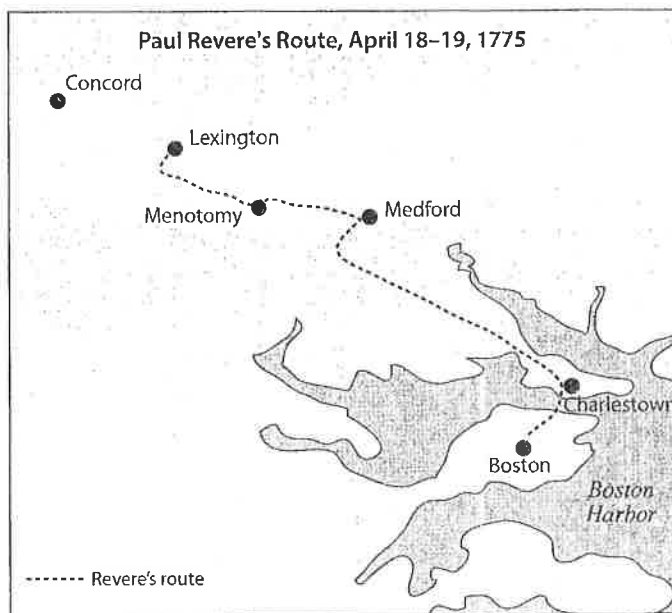 Paul Revere's Route, April 18–19, 1775
Concord
Lexington
Menotomy
Medford
Charlestown
Boston
Boston
Harbor
Revere's route